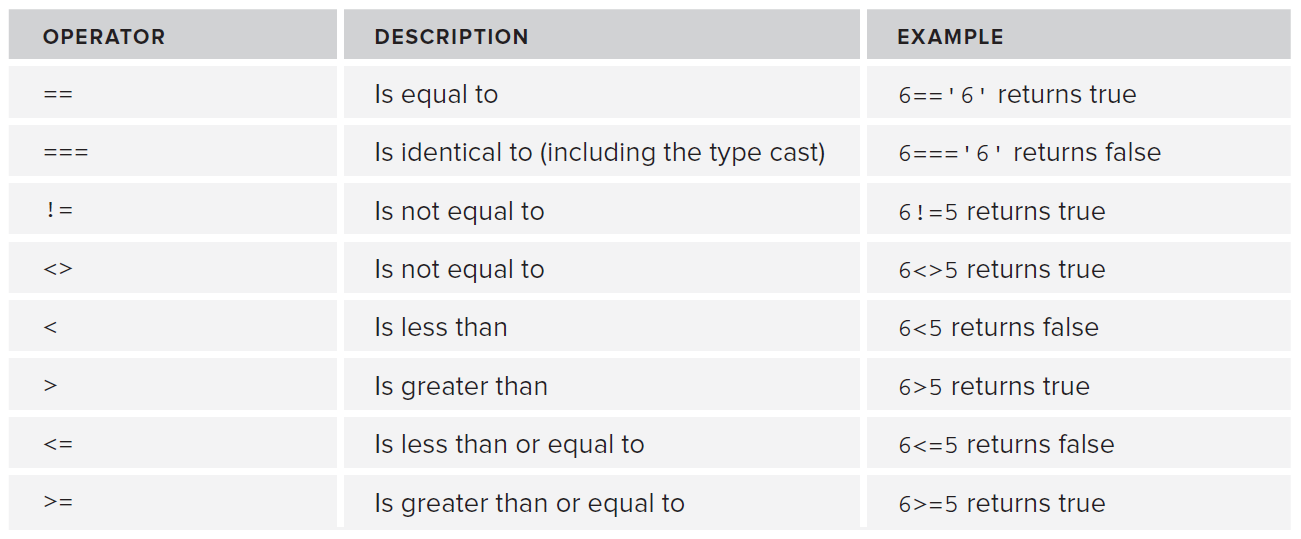 OPERATOR DESCRIPTION EXAMPLE
== Is equal to 6=='6' returns true
=== Is identical to (including the type cast) 6==='6' returns false
!= Is not equal to 6!=5 returns true
<> Is not equal to 6<>5 returns true
< Is less than 6<5 returns false
> Is greater than 6>5 returns true
<= Is less than or equal to 6<=5 returns false
>= Is greater than or equal to 6>=5 returns true